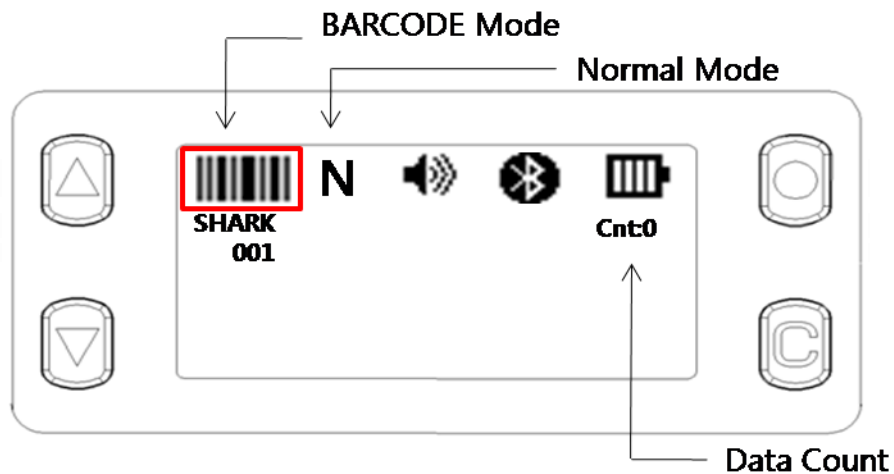 BARCODE Mode
Normal Mode
N
SHARK
001
Cnt:0
C
Data Count